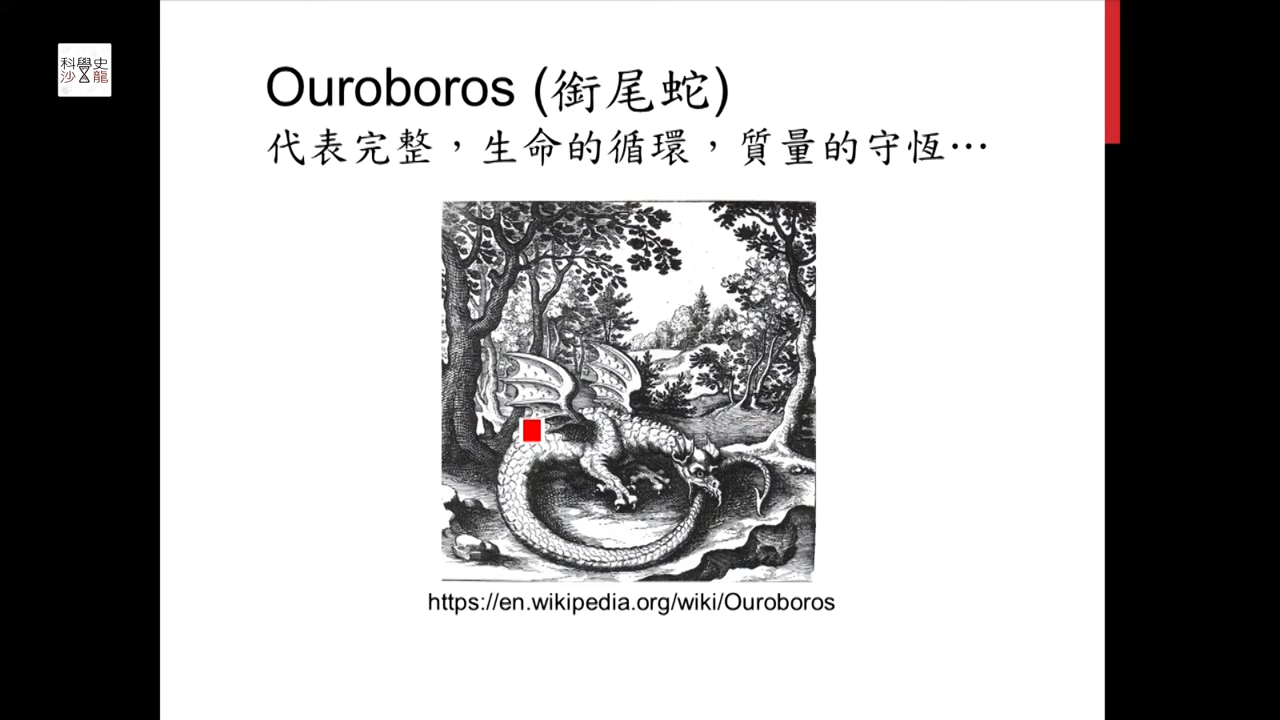 科學史
沙龍
Ouroboros (銜尾蛇)
代表完整，生命的循環，質量的守恆…
https://en.wikipedia.org/wiki/Ouroboros